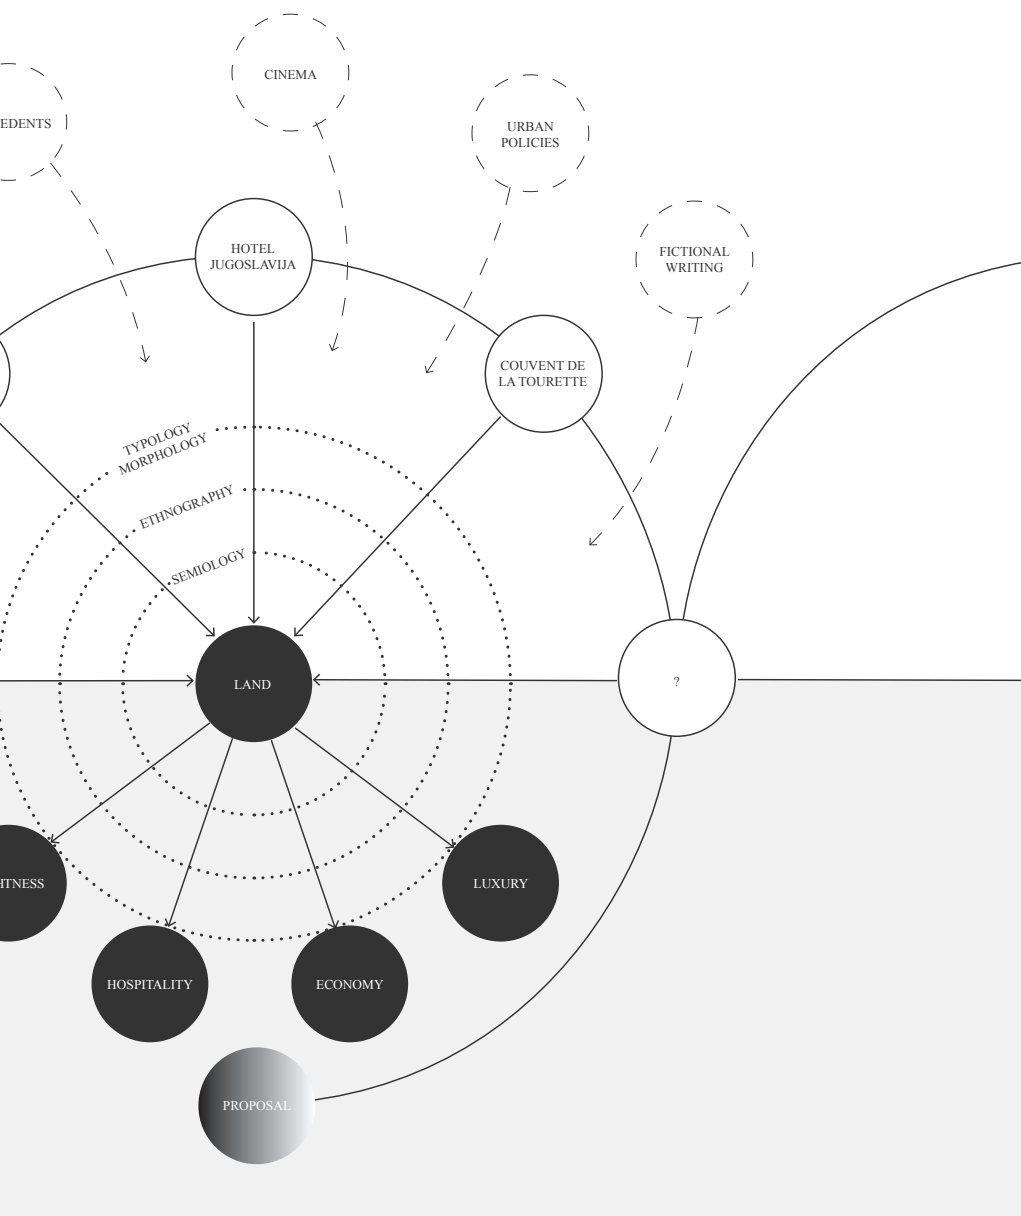 CINEMA
EDENTS
URBAN
POLICIES
HOTEL
JUGOSLAVIJA
FICTIONAL
WRITING
COUVENT DE
LA TOURETTE
TYPOLOGY
MORPHOLOGY
ETHNOGRAPHY
SEMIOLOGY
LAND
?
HTNESS
LUXURY
HOSPITALITY
ECONOMY
PROPOSAL